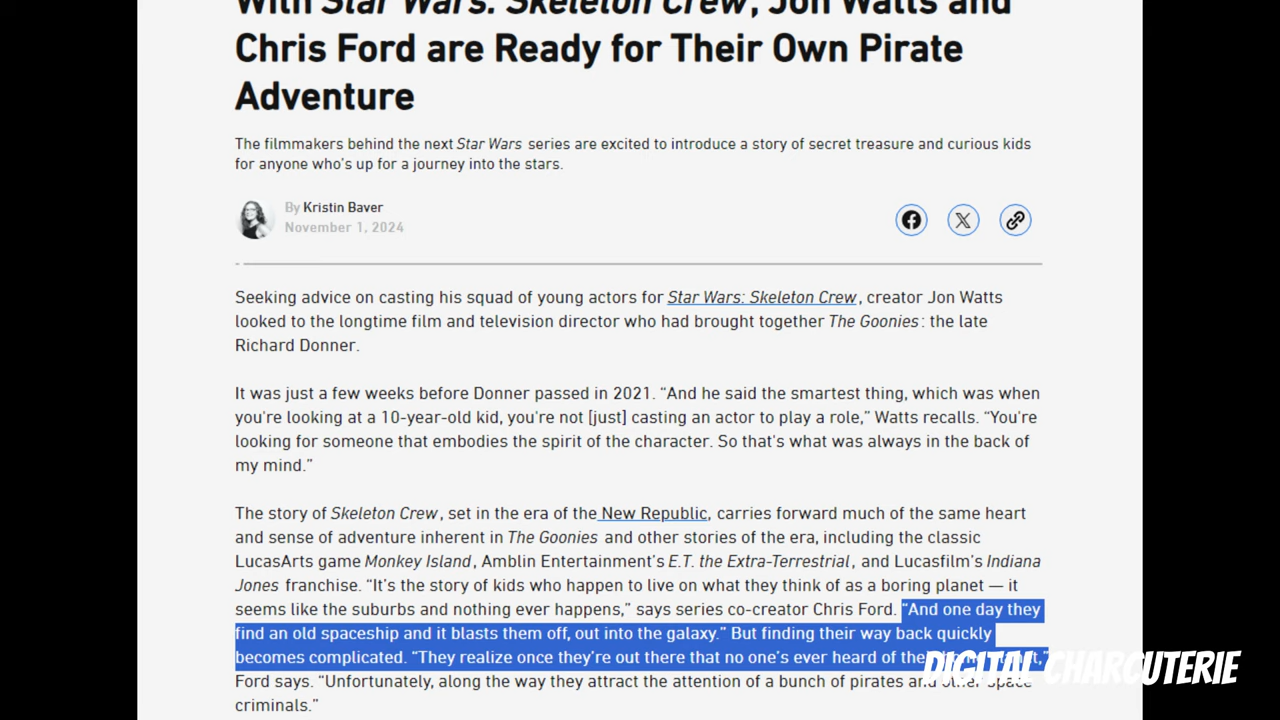 With Star Wars: Skeleton Crew, Jon Watts and
Chris Ford are Ready for Their Own Pirate
Adventure
The filmmakers behind the next Star Wars series are excited to introduce a story of secret treasure and curious kids
for anyone who's up for a journey into the stars.
By Kristin Baver
November 1, 2024
Seeking advice on casting his squad of young actors for Star Wars: Skeleton Crew, creator Jon Watts
looked to the longtime film and television director who had brought together The Goonies: the late
Richard Donner.
It was just a few weeks before Donner passed in 2021. “And he said the smartest thing, which was when
you're looking at a 10-year-old kid, you're not [just] casting an actor to play a role,” Watts recalls. “You're
looking for someone that embodies the spirit of the character. So that's what was always in the back of
my mind.”
The story of Skeleton Crew, set in the era of the New Republic, carries forward much of the same heart
and sense of adventure inherent in The Goonies and other stories of the era, including the classic
LucasArts game Monkey Island, Amblin Entertainment's E.T. the Extra-Terrestrial, and Lucasfilm's Indiana
Jones franchise. “It's the story of kids who happen to live on what they think of as a boring planet — it
seems like the suburbs and nothing ever happens,” says series co-creator Chris Ford. “And one day they
find an old spaceship and it blasts them off, out into the galaxy.” But finding their way back quickly
becomes complicated. “They realize once they're out there that no one's ever heard of
DIGITAL CHARCUTERIE
Ford says. “Unfortunately, along the way they attract the attention of a bunch of pirates and other space
criminals.”